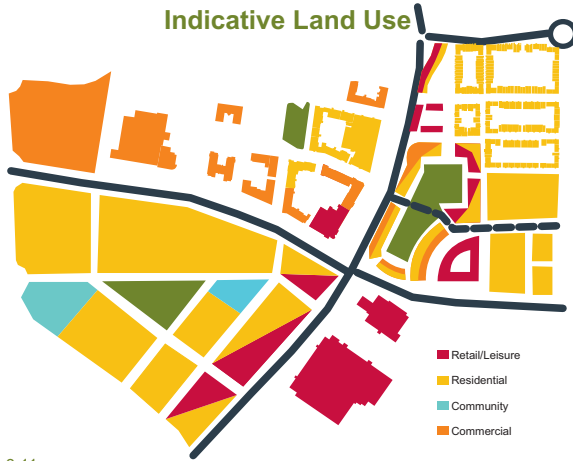 Indicative Land Use
Retail/Leisure
Residential
Community
Commercial